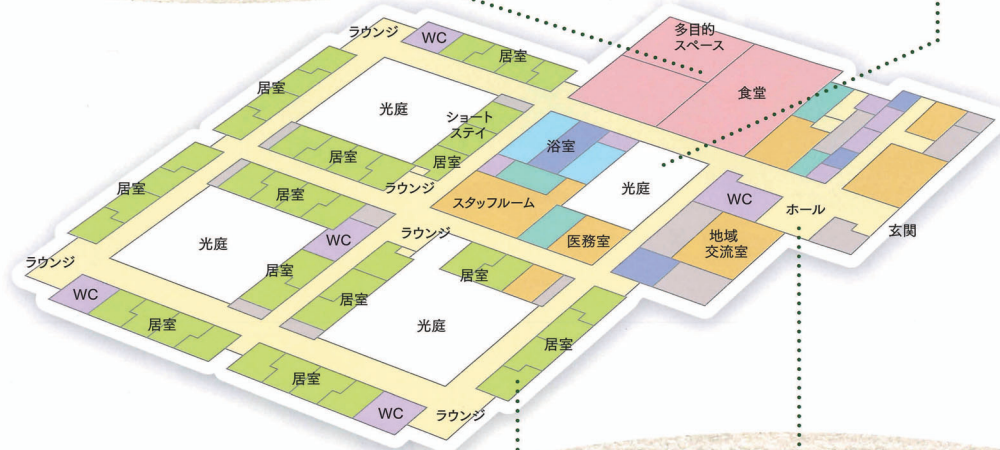 ラウンジ
WC
居室
多目的
スペース
居室
光庭
食堂
ショート
ステイ
浴室
居室
居室
ラウンジ
光庭
居室
居室
WC
スタッフルーム
ホール
玄関
地域
交流室
医務室
ラウンジ
光庭
WC
居室
居室
居室
ラウンジ
WC
居室
光庭
居室
居室
WC
ラウンジ